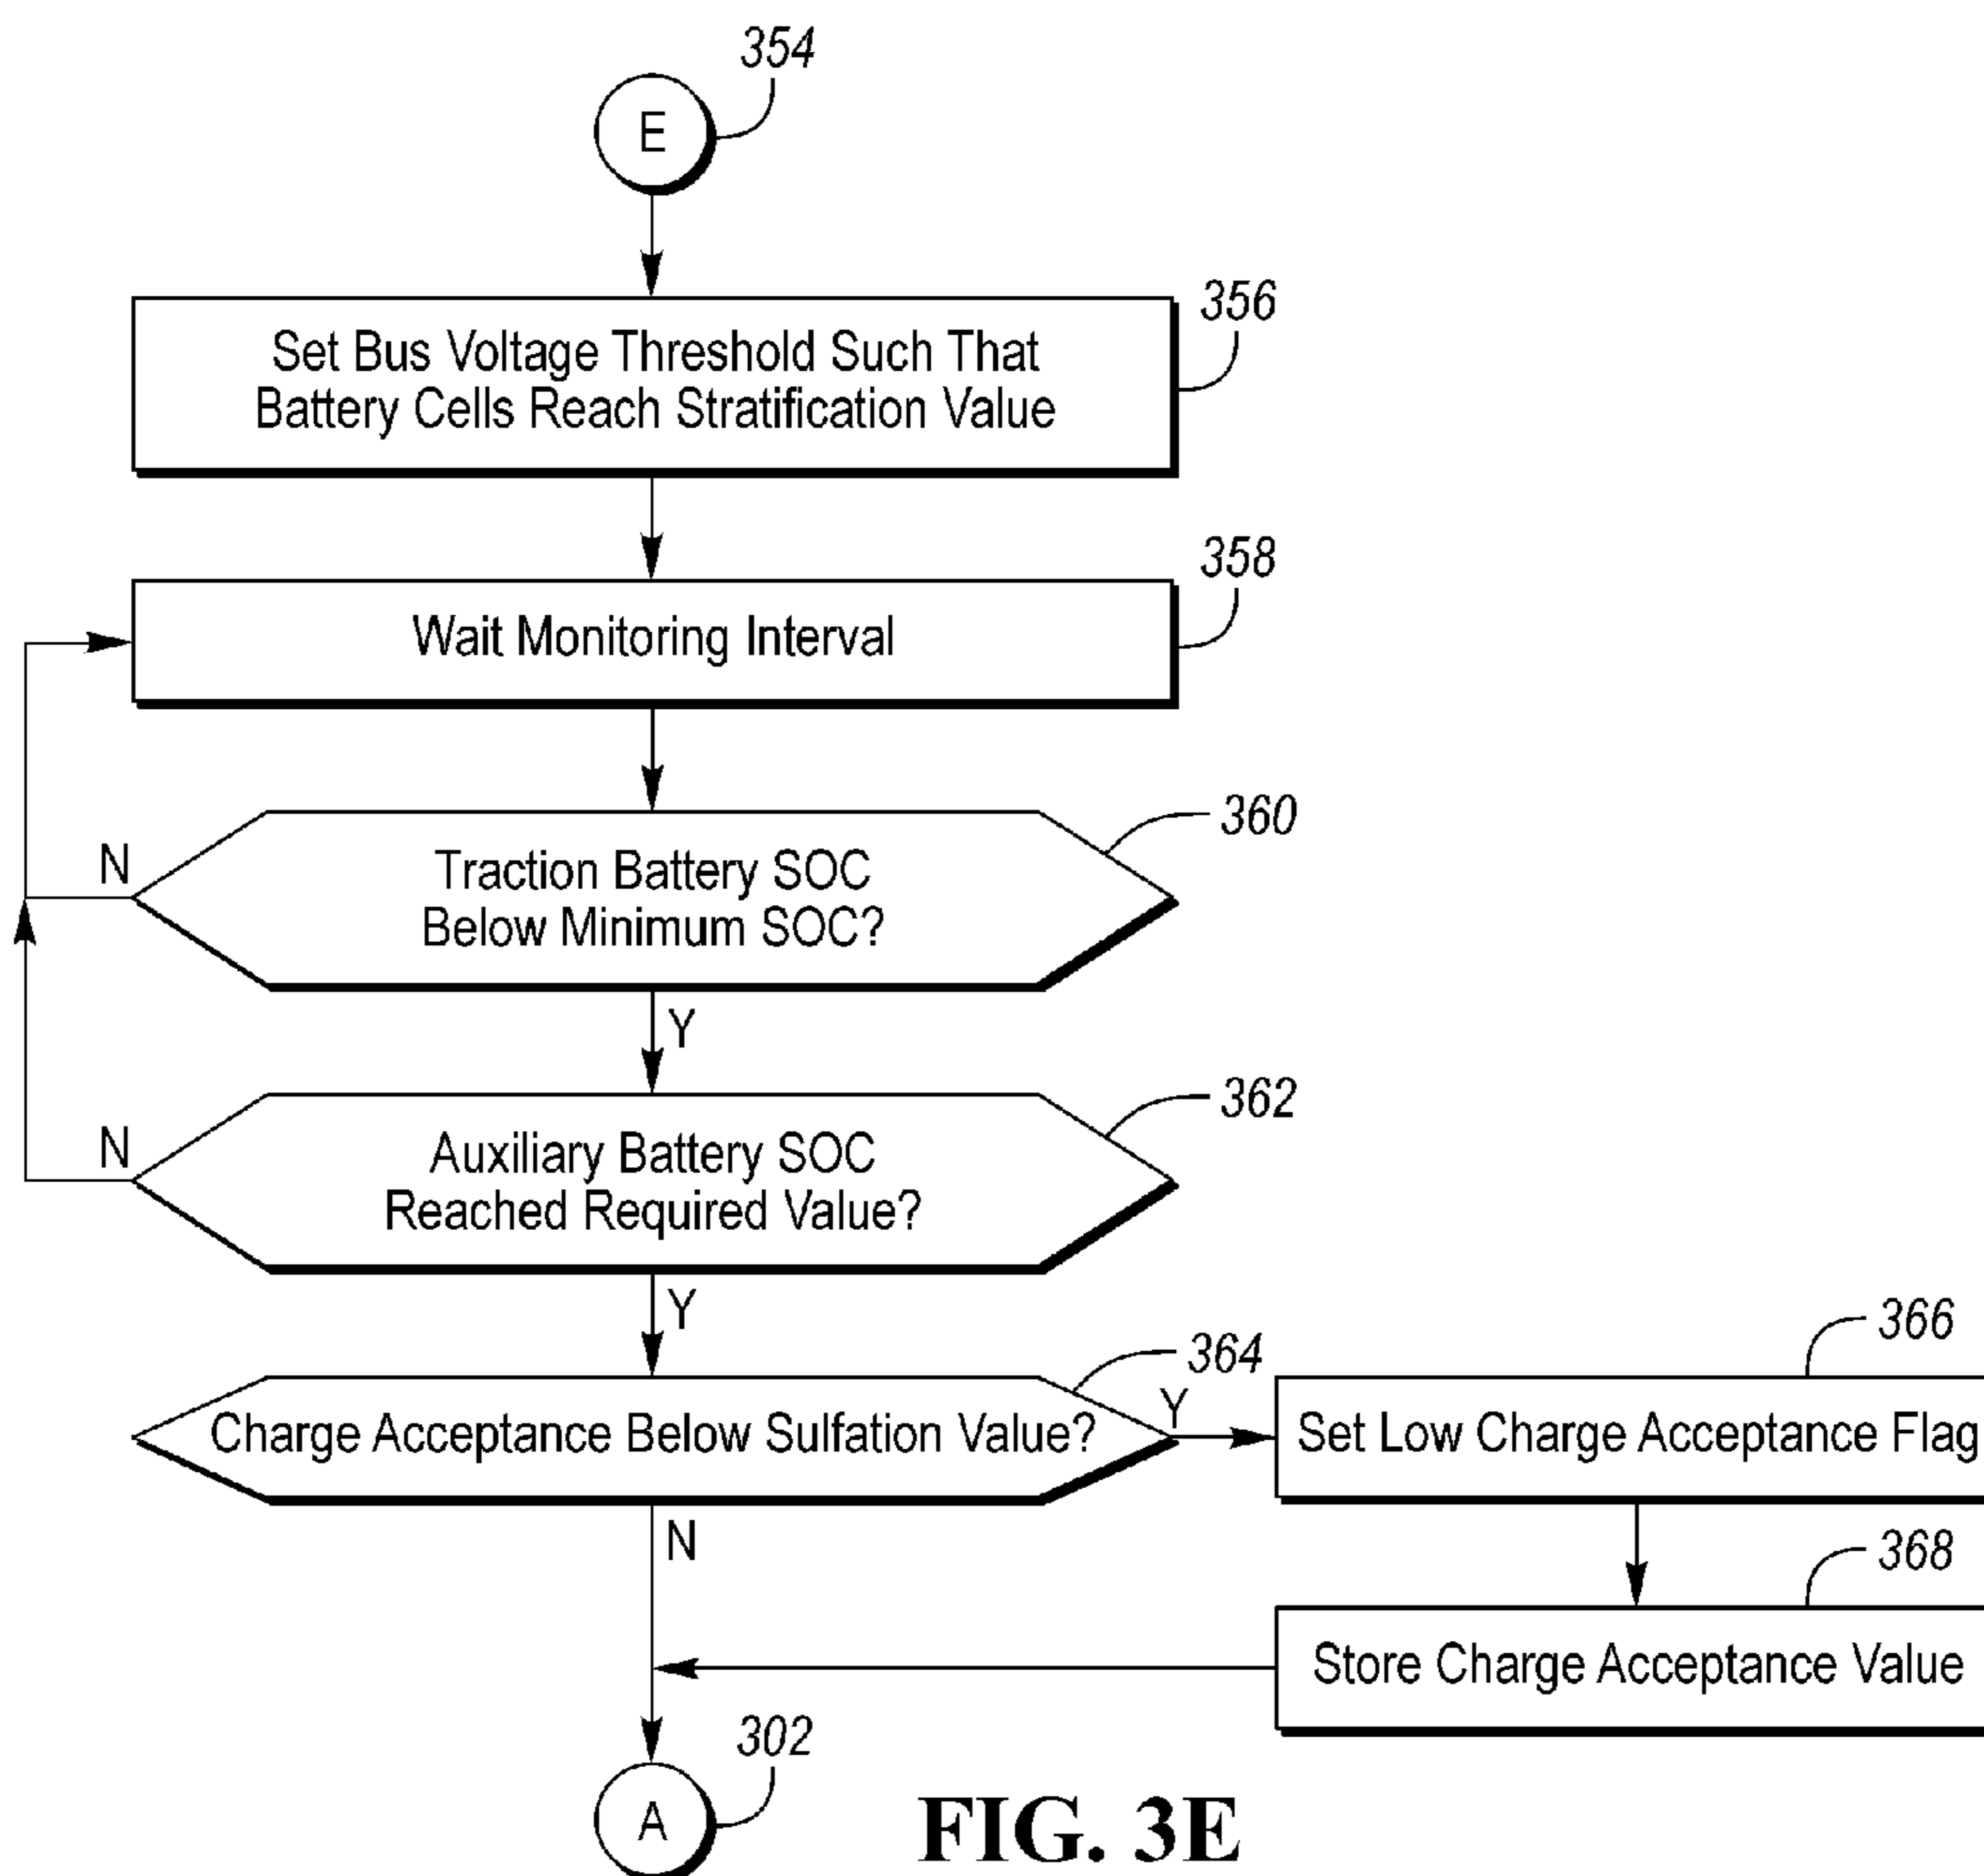 354
E
356
Set Bus Voltage Threshold Such That
Battery Cells Reach Stratification Value
358
Wait Monitoring Interval
360
N
Traction Battery SOC
Below Minimum SOC?
Y
362
N
Auxiliary Battery SOC
Reached Required Value?
Y
364
366
Charge Acceptance Below Sulfation Value?
Y
Set Low Charge Acceptance Flag
N
368
Store Charge Acceptance Value
302
A
FIG. 3E